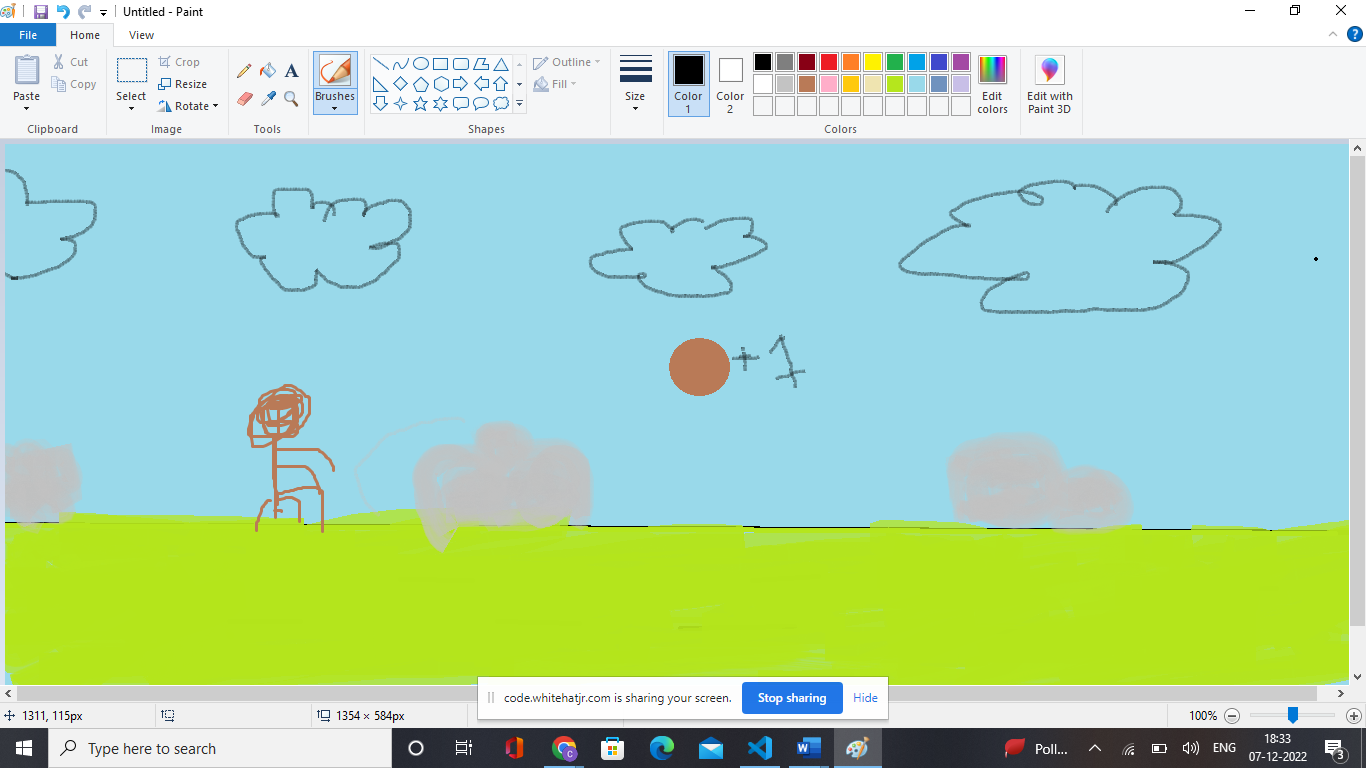 Untitled - Paint
File Home View
Paste Cut Copy
Clipboard
Select Crop Resize Rotate
Image
A
Tools
Brushes
Outline Fill
Shapes
Size
Color 1 Color 2
Edit colors
Colors
Edit with Paint 3D
+1
code.whitehatjr.com is sharing your screen. Stop sharing Hide
1311, 115px 1354 × 584px 100%
Type here to search
Poll... ENG 18:33
07-12-2022 3